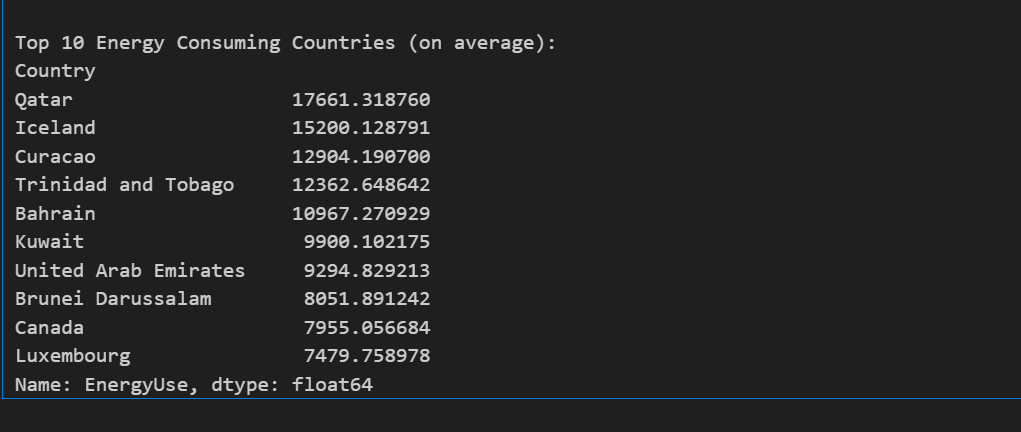 Top 10 Energy Consuming Countries (on average):
Country
Qatar                   17661.318760
Iceland                 15200.128791
Curacao                 12904.190700
Trinidad and Tobago     12362.648642
Bahrain                 10967.270929
Kuwait                   9900.102175
United Arab Emirates     9294.829213
Brunei Darussalam        8051.891242
Canada                   7955.056684
Luxembourg               7479.758978
Name: EnergyUse, dtype: float64